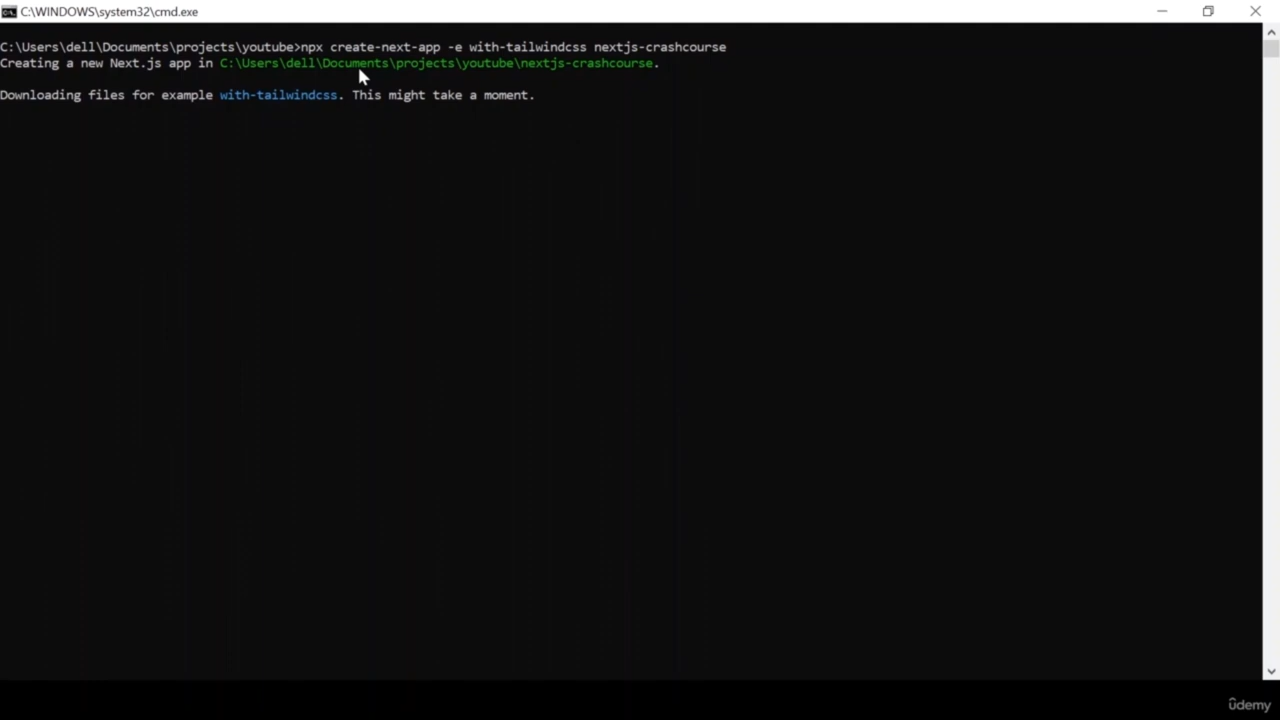 C:\WINDOWS\system32\cmd.exe
C:\Users\dell\Documents\projects\youtube>npx create-next-app -e with-tailwindcss nextjs-crashcourse
Creating a new Next.js app in C:\Users\dell\Documents\projects\youtube\nextjs-crashcourse.
Downloading files for example with-tailwindcss. This might take a moment.
ûdemy